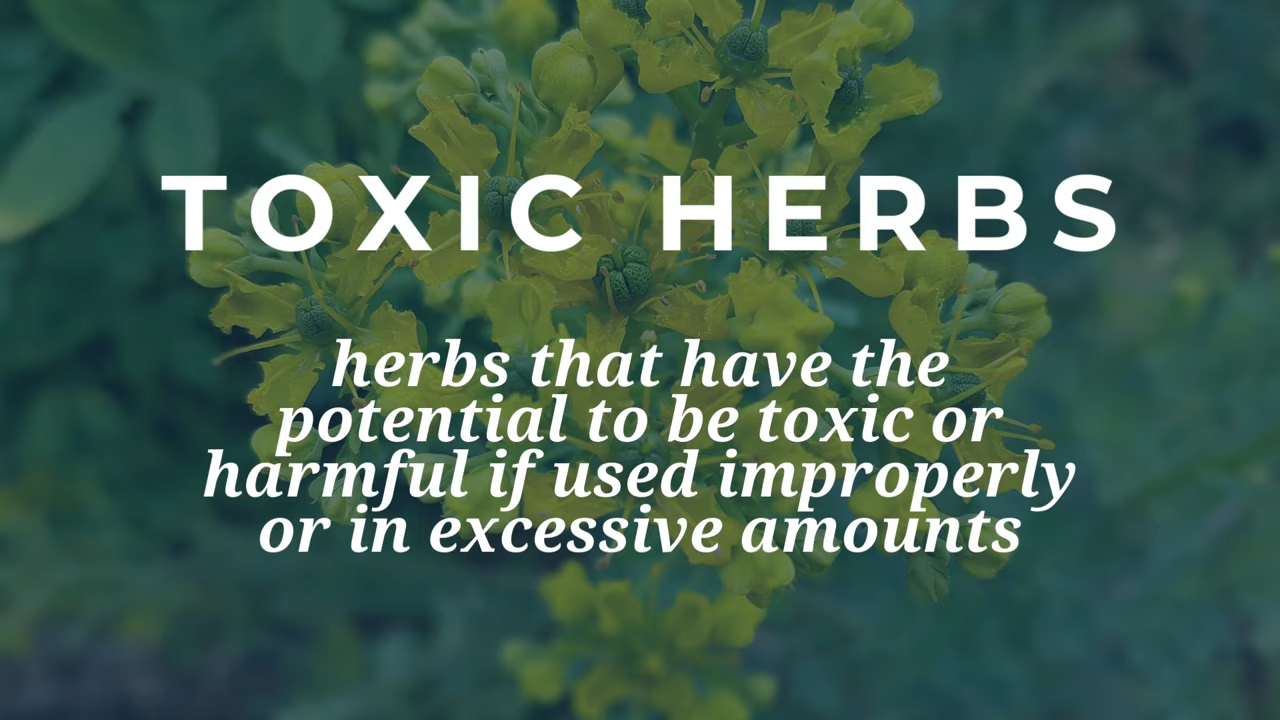 TOXIC HERBS
herbs that have the
potential to be toxic or
harmful if used improperly
or in excessive amounts